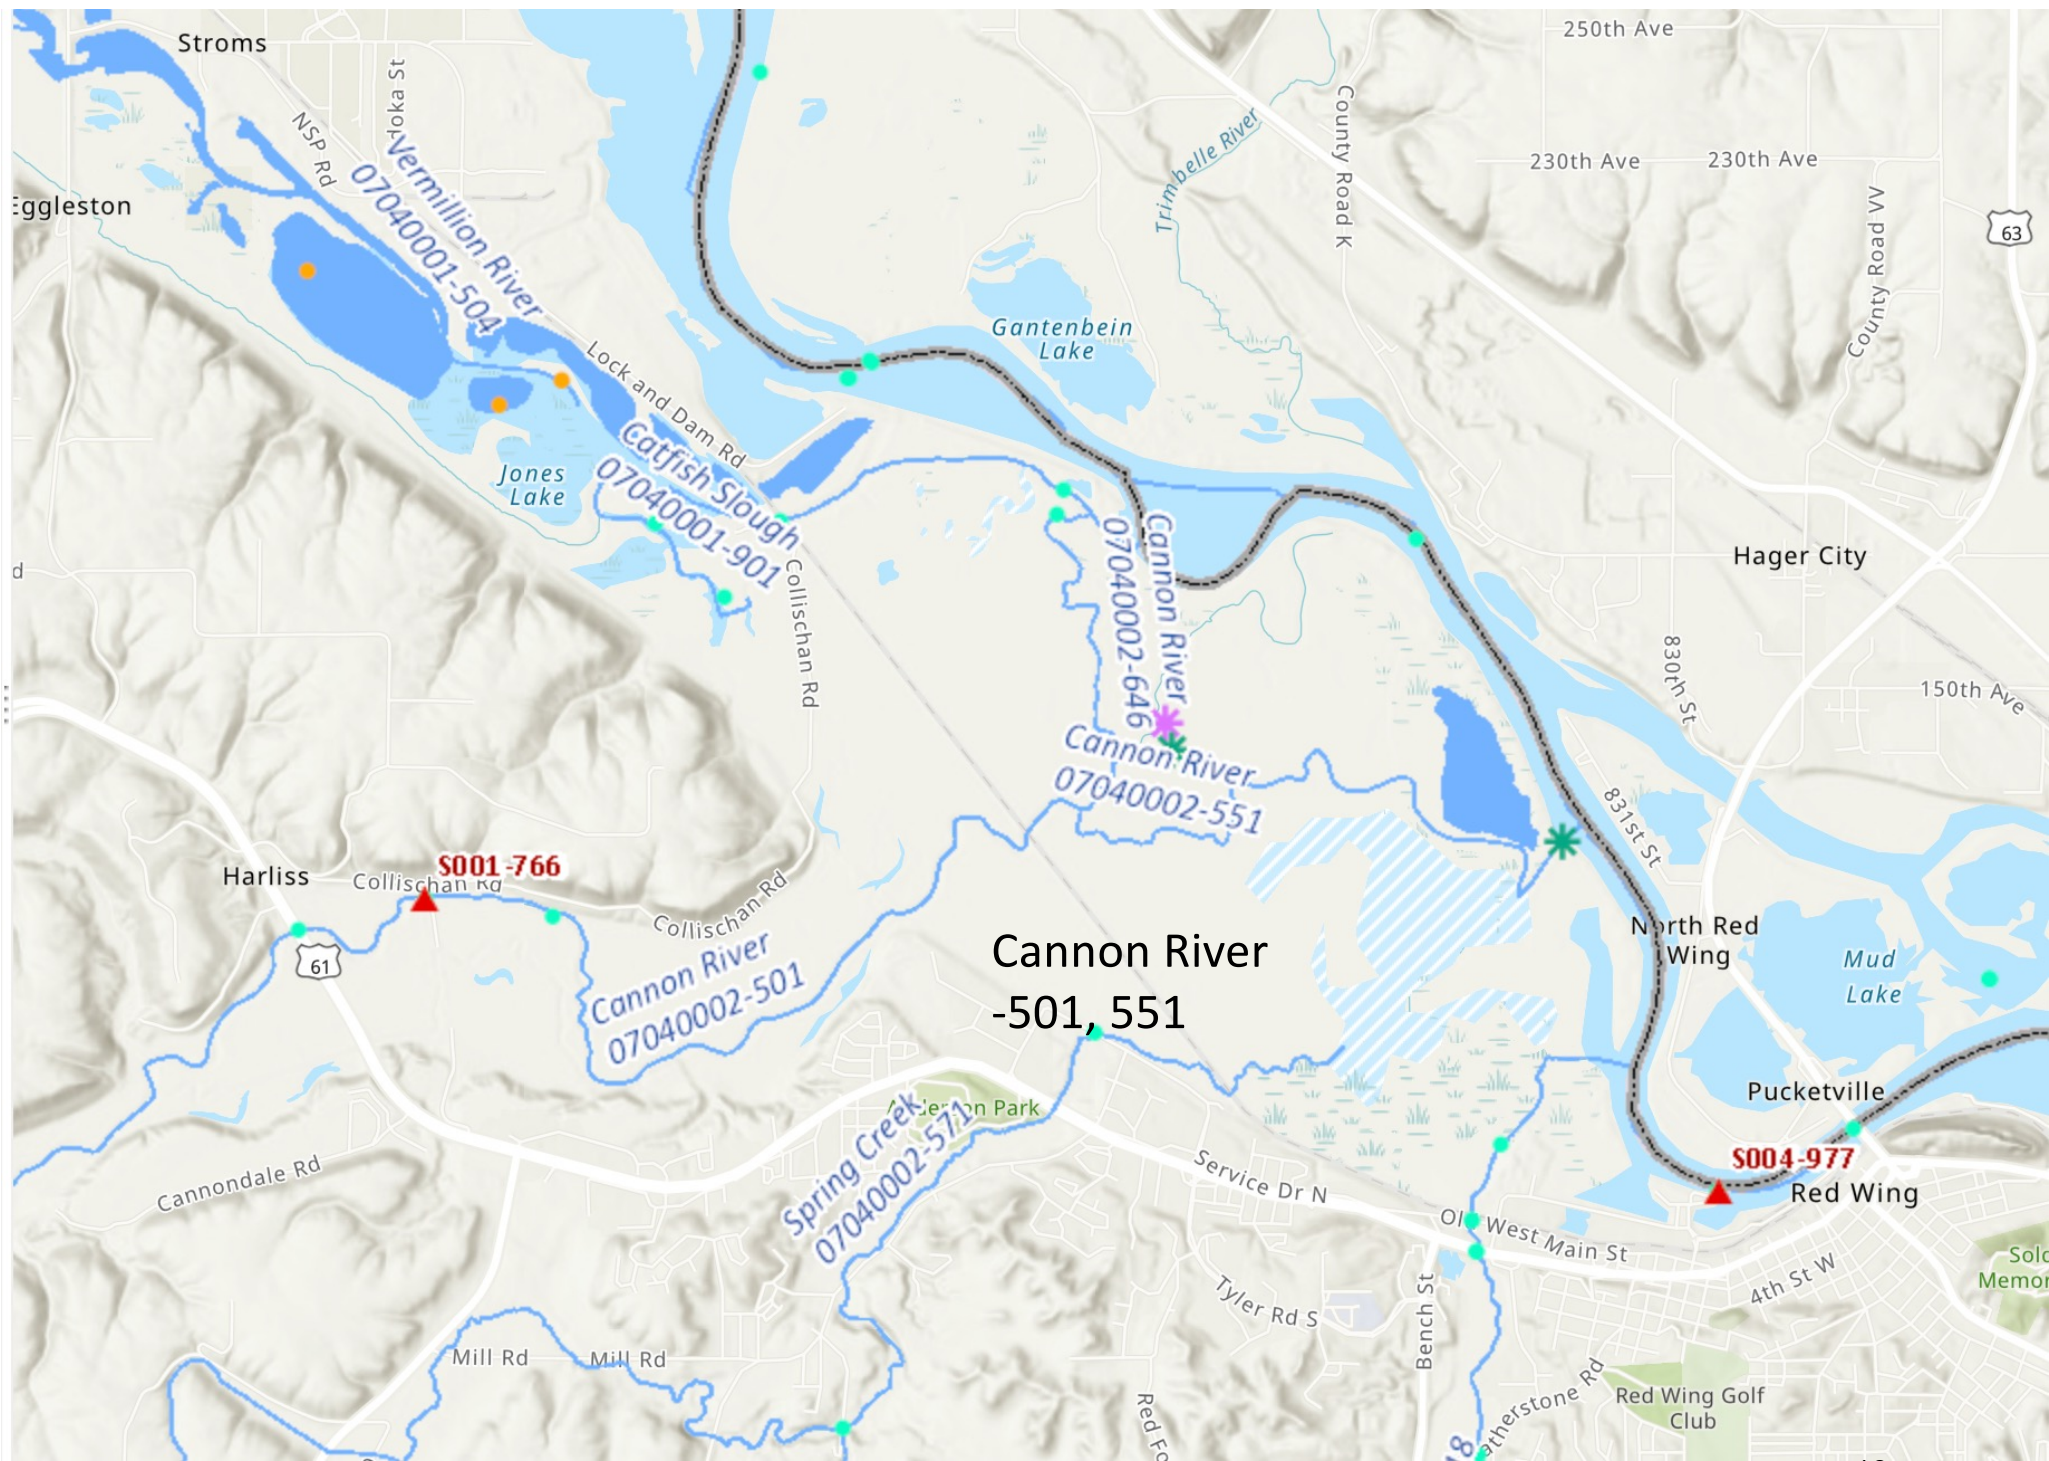 Stroms
250th Ave
NSP Rd
Vermillion River
07040001-504
Trimbelle River
County Road K
230th Ave
230th Ave
County Road VV
63
Eggleston
Lock and Dam Rd
Gantenbein
Lake
Jones
Lake
Catfish Slough
07040001-901
Collischan Rd
Cannon River
07040002-646
Hager City
830th St
150th Ave
Cannon River
07040002-551
831st St
S001-766
Harliss
Collischan Rd
61
Collischan Rd
Cannon River
07040002-501
Cannon River
-501, 551
North Red
Wing
Mud
Lake
Pucketville
Anderson Park
Spring Creek
07040002-571
Cannondale Rd
Service Dr N
S004-977
Red Wing
Old West Main St
4th St W
Tyler Rd S
Bench St
Mill Rd
Mill Rd
Red Wing Golf
Club